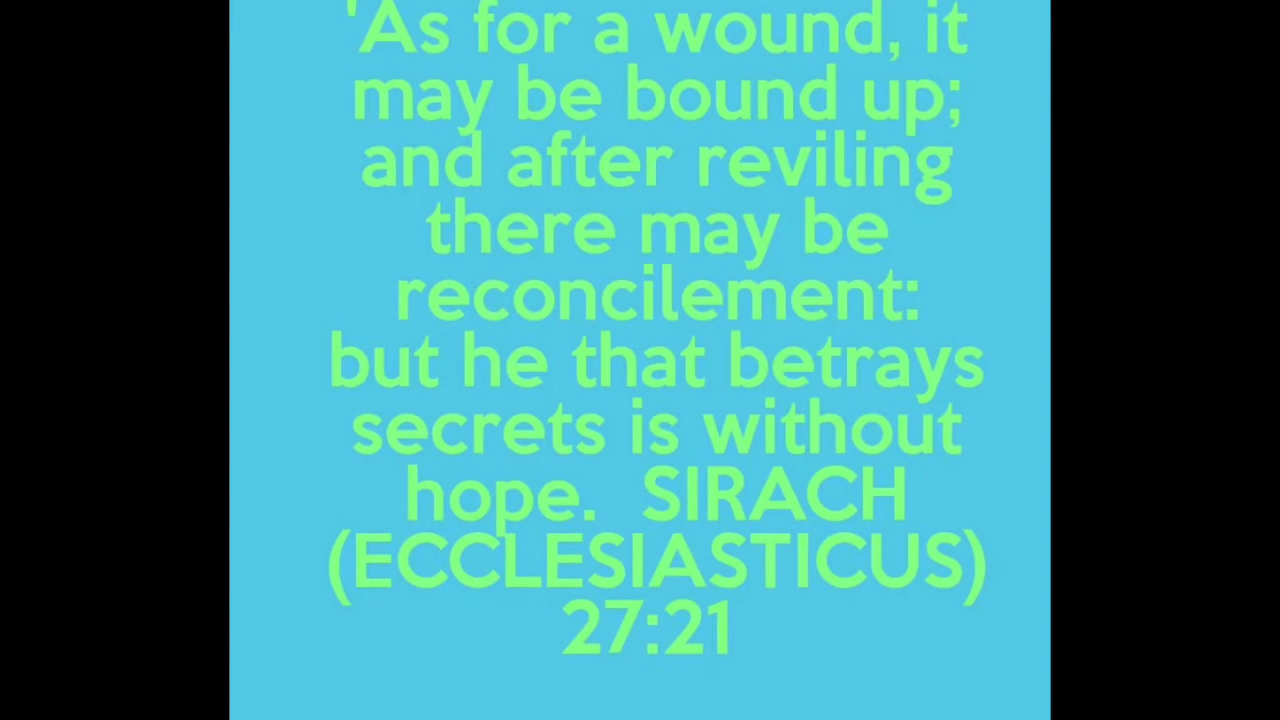 'As for a wound, it
may be bound up;
and after reviling
there may be
reconcilement:
but he that betrays
secrets is without
hope.  SIRACH
(ECCLESIASTICUS)
27:21